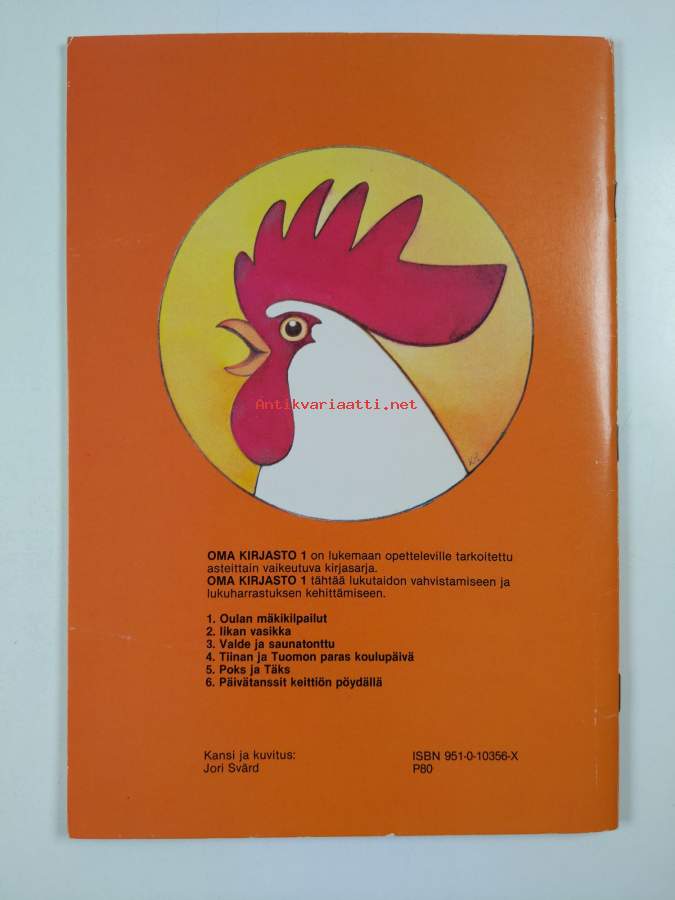 Antikvariaatti.net
OMA KIRJASTO 1 on lukemaan opetteleville tarkoitettu
asteittain vaikeutuva kirjasarja.
OMA KIRJASTO 1 tähtää lukutaidon vahvistamiseen ja
lukuharrastuksen kehittämiseen.
1. Oulan mäkikilpailut
2. Iikan vasikka
3. Valde ja saunatonttu
4. Tiinan ja Tuomon paras koulupäivä
5. Poks ja Täks
6. Päivätanssit keittiön pöydällä
Kansi ja kuvitus:
Jori Svärd
ISBN 951-0-10356-X
P80